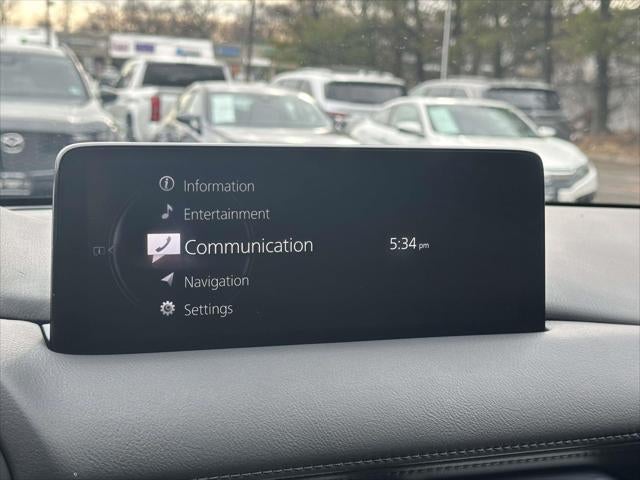 Information
Entertainment
Communication
5:34 pm
Navigation
Settings